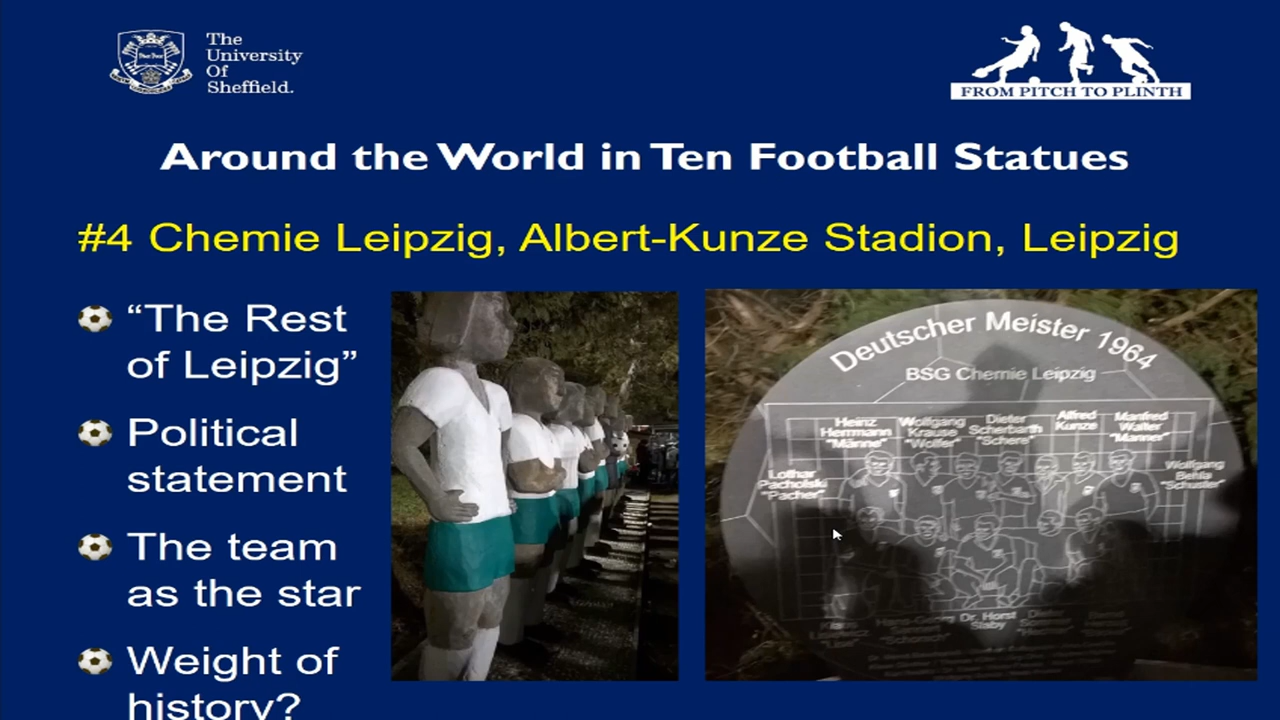 The
University
Of
Sheffield.
FROM PITCH TO PLINTH
Around the World in Ten Football Statues
#4 Chemie Leipzig, Albert-Kunze Stadion, Leipzig
“The Rest
of Leipzig”
Political
statement
The team
as the star
Weight of
history?
Deutscher Meister 1964
BSG Chemie Leipzig
Heinz
Herrmann
"Männe"
Wolfgang
Krause
"Wolfer"
Dieter
Scherbarth
"Schere"
Alfred
Kunze
Manfred
Walter
"Manner"
Lothar
Pacholski
"Pacher"
Wolfgang
Behla
"Schuster"
Dr. Horst
Slaby